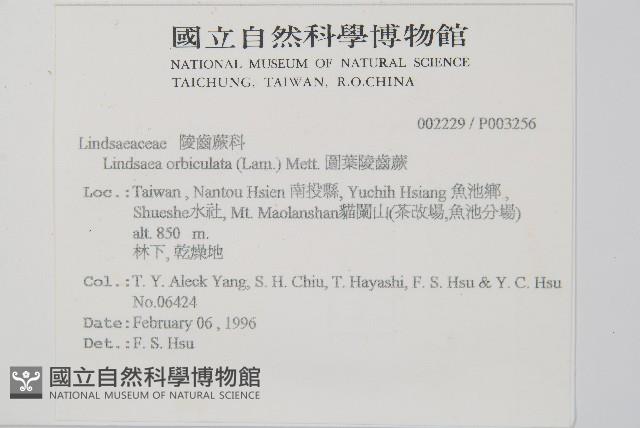 國立自然科學博物館
NATIONAL MUSEUM OF NATURAL SCIENCE
TAICHUNG, TAIWAN, R.O.CHINA
002229 / P003256
Lindsaeaceae 陵齒蕨科
Lindsaea orbiculata (Lam.) Mett. 圓葉陵齒蕨
Loc.: Taiwan , Nantou Hsien 南投縣, Yuchih Hsiang 魚池鄉 ,
Shueshe水社, Mt. Maolanshan貓闌山(茶改場,魚池分場)
alt. 850 m.
林下, 乾燥地
Col.: T. Y. Aleck Yang, S. H. Chiu, T. Hayashi, F. S. Hsu & Y. C. Hsu
No.06424
Date: February 06 , 1996
Det.: F. S. Hsu
國立自然科學博物館
NATIONAL MUSEUM OF NATURAL SCIENCE